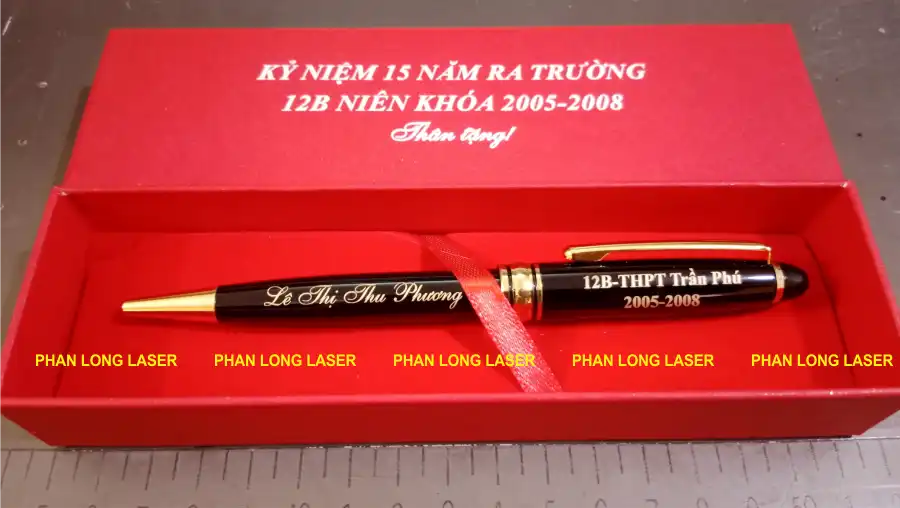 KỶ NIỆM 15 NĂM RA TRƯỜNG
12B NIÊN KHÓA 2005-2008
Thân tặng!
Lê Thị Thu Phương
12B-THPT Trần Phú
2005-2008
PHAN LONG LASER PHAN LONG LASER PHAN LONG LASER PHAN LONG LASER PHAN LONG LASER